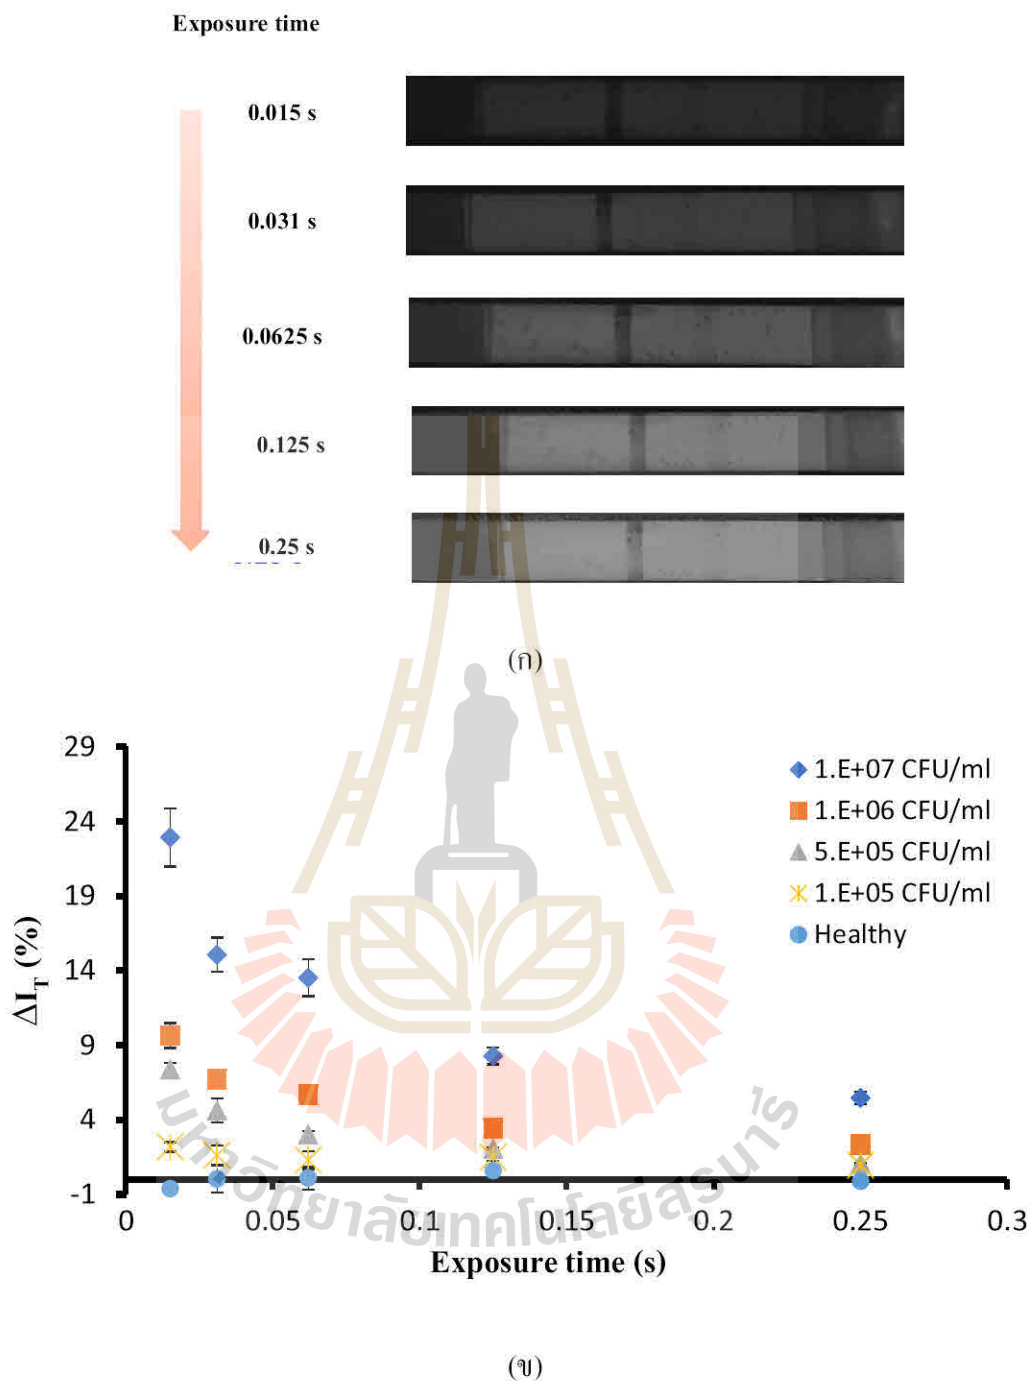 Exposure time
0.015 s
0.031 s
0.0625 s
0.125 s
0.25 s
(ก)
29
24
19
14
9
4
-1
ΔI_T (%)
1.E+07 CFU/ml
1.E+06 CFU/ml
5.E+05 CFU/ml
1.E+05 CFU/ml
Healthy
0 0.05 0.1 0.15 0.2 0.25 0.3
Exposure time (s)
มหาวิทยาลัยเทคโนโลยีสุรนารี
(ข)